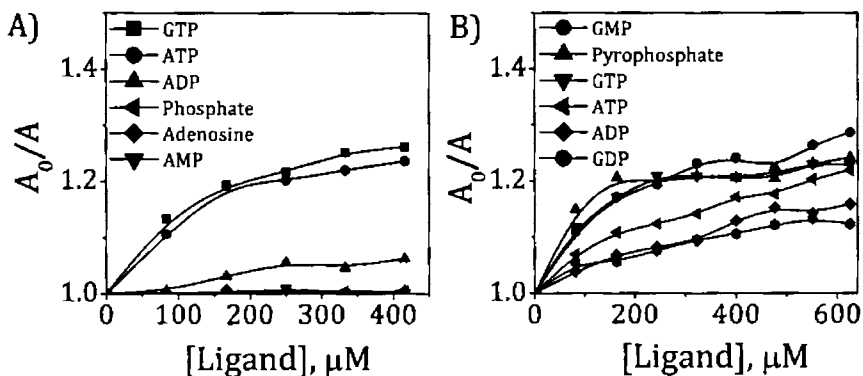 A)
GTP
ATP
ADP
Phosphate
Adenosine
AMP
A₀/A
1.4
1.2
1.0
0 100 200 300 400
[Ligand], μM
B)
GMP
Pyrophosphate
GTP
ATP
ADP
GDP
A₀/A
1.4
1.2
1.0
0 200 400 600
[Ligand], μM